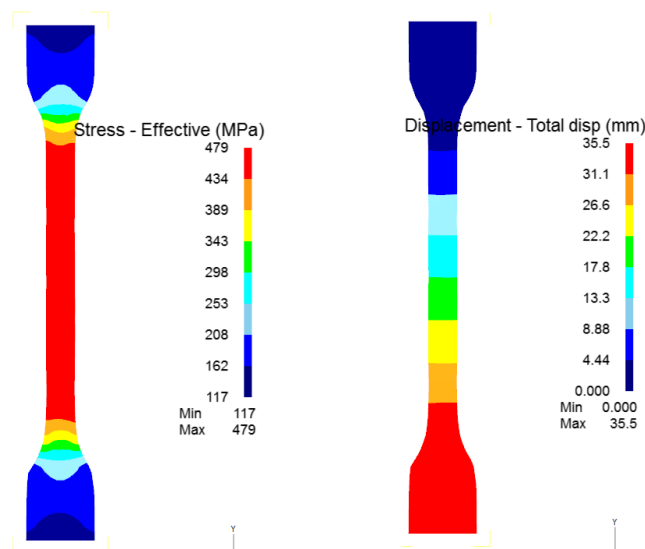 Stress - Effective (MPa)
479
434
389
343
298
253
208
162
117
Min 117
Max 479
Y
Displacement - Total disp (mm)
35.5
31.1
26.6
22.2
17.8
13.3
8.88
4.44
0.000
Min 0.000
Max 35.5
Y